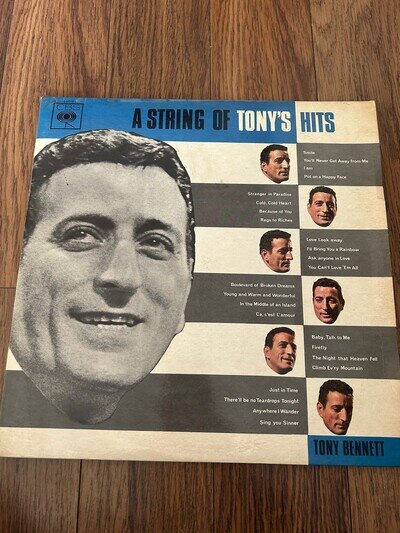 CBS
A STRING OF TONY'S HITS
Smile
You'll Never Get Away from Me
I am
Put on a Happy Face
Stranger in Paradise
Cold, Cold Heart
Because of You
Rags to Riches
Love Look away
I'll Bring You a Rainbow
Ask anyone in Love
You Can't Love 'Em All
Boulevard of Broken Dreams
Young and Warm and Wonderful
In the Middle of an Island
Ca, c'est L'amour
Baby, Talk to Me
Firefly
The Night that Heaven Fell
Climb Ev'ry Mountain
Just in Time
There'll be no Teardrops Tonight
Anywhere I Wander
Sing you Sinner
TONY BENNETT